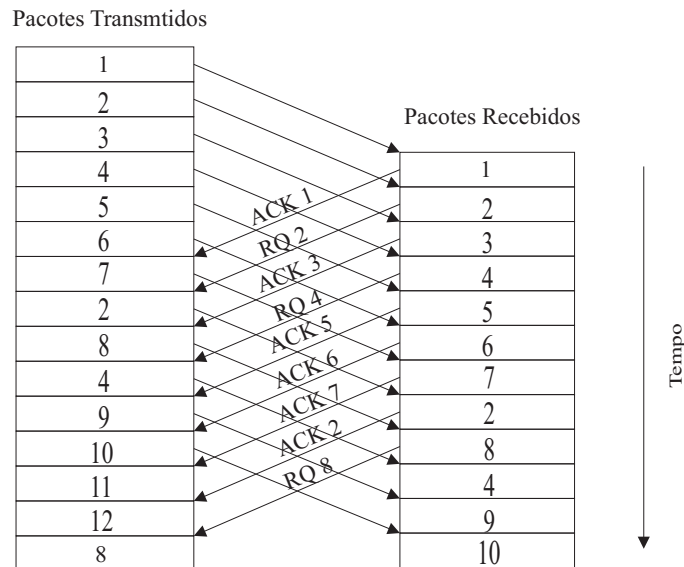 Pacotes Transmtidos
1
2
3
4
5
6
7
2
8
4
9
10
11
12
8
ACK 1
RQ 2
ACK 3
RQ 4
ACK 5
ACK 6
ACK 7
ACK 2
RQ 8
Pacotes Recebidos
1
2
3
4
5
6
7
2
8
4
9
10
Tempo